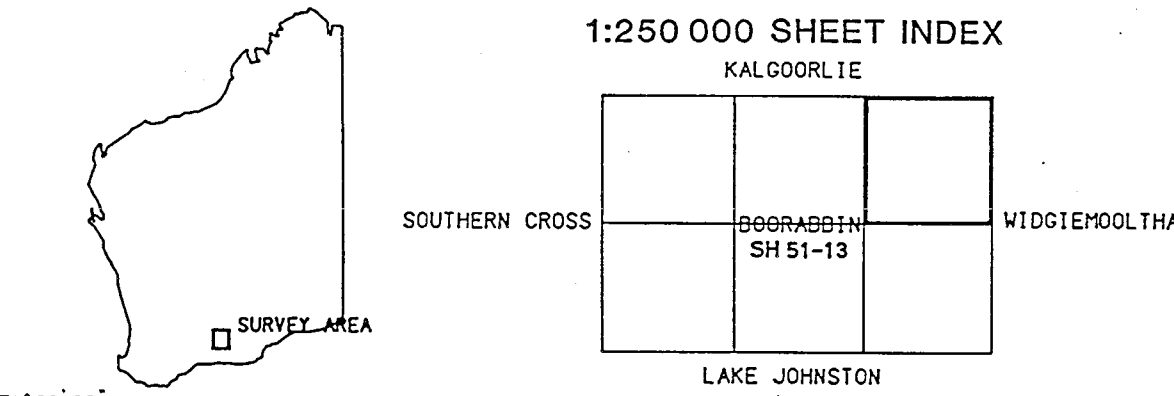 1:250 000 SHEET INDEX
KALGOORLIE
SOUTHERN CROSS
BOORABBIN
SH 51-13
WIDGIEMOOLTHA
LAKE JOHNSTON
SURVEY AREA